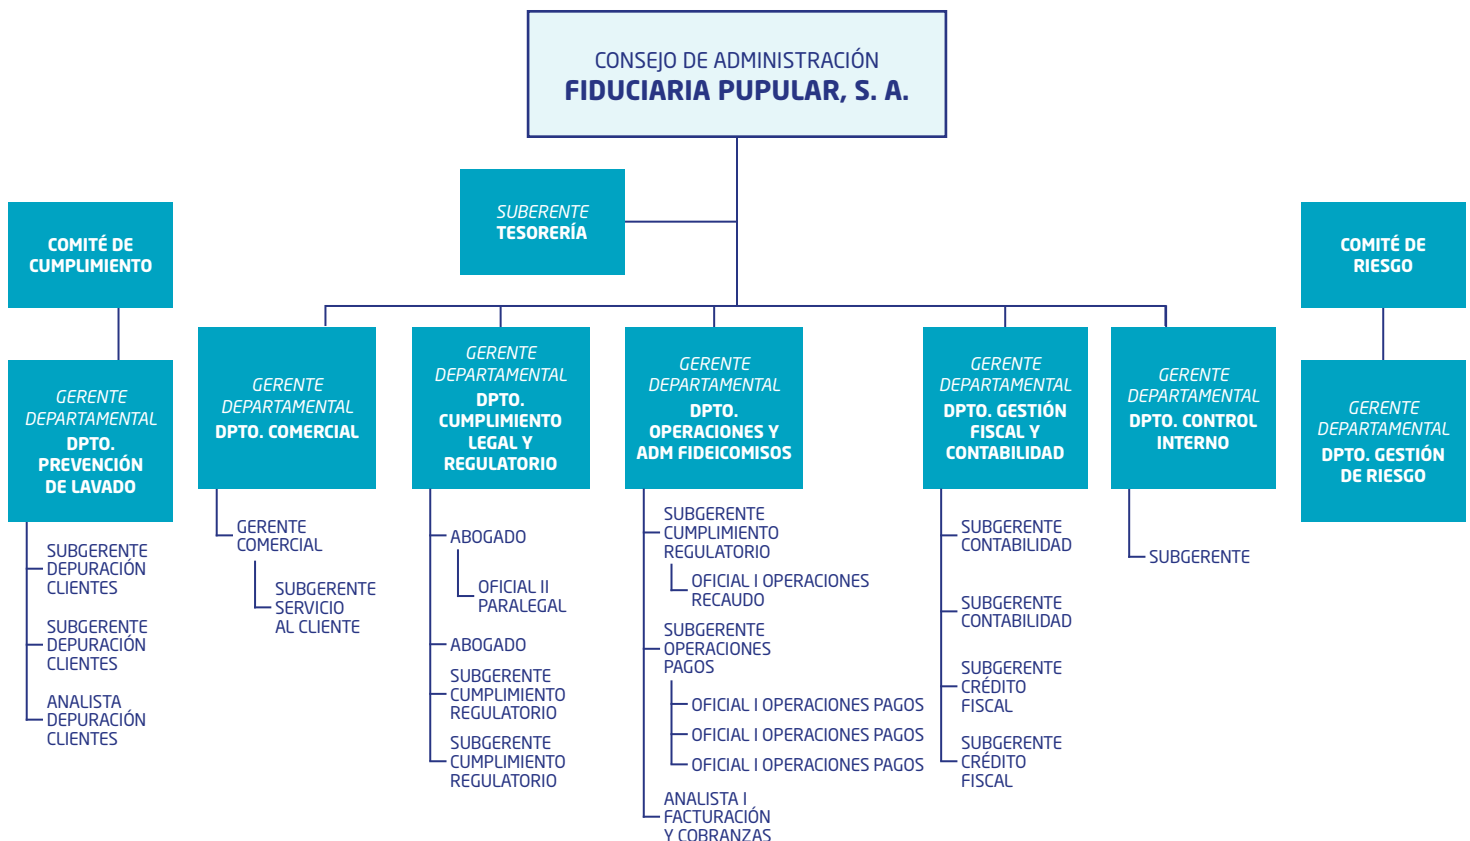 CONSEJO DE ADMINISTRACIÓN
FIDUCIARIA PUPULAR, S. A.
SUBERENTE
TESORERÍA
COMITÉ DE
CUMPLIMIENTO
COMITÉ DE
RIESGO
GERENTE
DEPARTAMENTAL
DPTO.
PREVENCIÓN
DE LAVADO
SUBGERENTE
DEPURACIÓN
CLIENTES
SUBGERENTE
DEPURACIÓN
CLIENTES
ANALISTA
DEPURACIÓN
CLIENTES
GERENTE
DEPARTAMENTAL
DPTO. COMERCIAL
GERENTE
COMERCIAL
SUBGERENTE
SERVICIO
AL CLIENTE
GERENTE
DEPARTAMENTAL
DPTO.
CUMPLIMIENTO
LEGAL Y
REGULATORIO
ABOGADO
OFICIAL II
PARALEGAL
ABOGADO
SUBGERENTE
CUMPLIMIENTO
REGULATORIO
SUBGERENTE
CUMPLIMIENTO
REGULATORIO
GERENTE
DEPARTAMENTAL
DPTO.
OPERACIONES Y
ADM FIDEICOMISOS
SUBGERENTE
CUMPLIMIENTO
REGULATORIO
OFICIAL I OPERACIONES
RECAUDO
SUBGERENTE
OPERACIONES
PAGOS
OFICIAL I OPERACIONES PAGOS
OFICIAL I OPERACIONES PAGOS
OFICIAL I OPERACIONES PAGOS
ANALISTA I
FACTURACIÓN
Y COBRANZAS
GERENTE
DEPARTAMENTAL
DPTO. GESTIÓN
FISCAL Y
CONTABILIDAD
SUBGERENTE
CONTABILIDAD
SUBGERENTE
CONTABILIDAD
SUBGERENTE
CRÉDITO
FISCAL
SUBGERENTE
CRÉDITO
FISCAL
GERENTE
DEPARTAMENTAL
DPTO. CONTROL
INTERNO
SUBGERENTE
GERENTE
DEPARTAMENTAL
DPTO. GESTIÓN
DE RIESGO